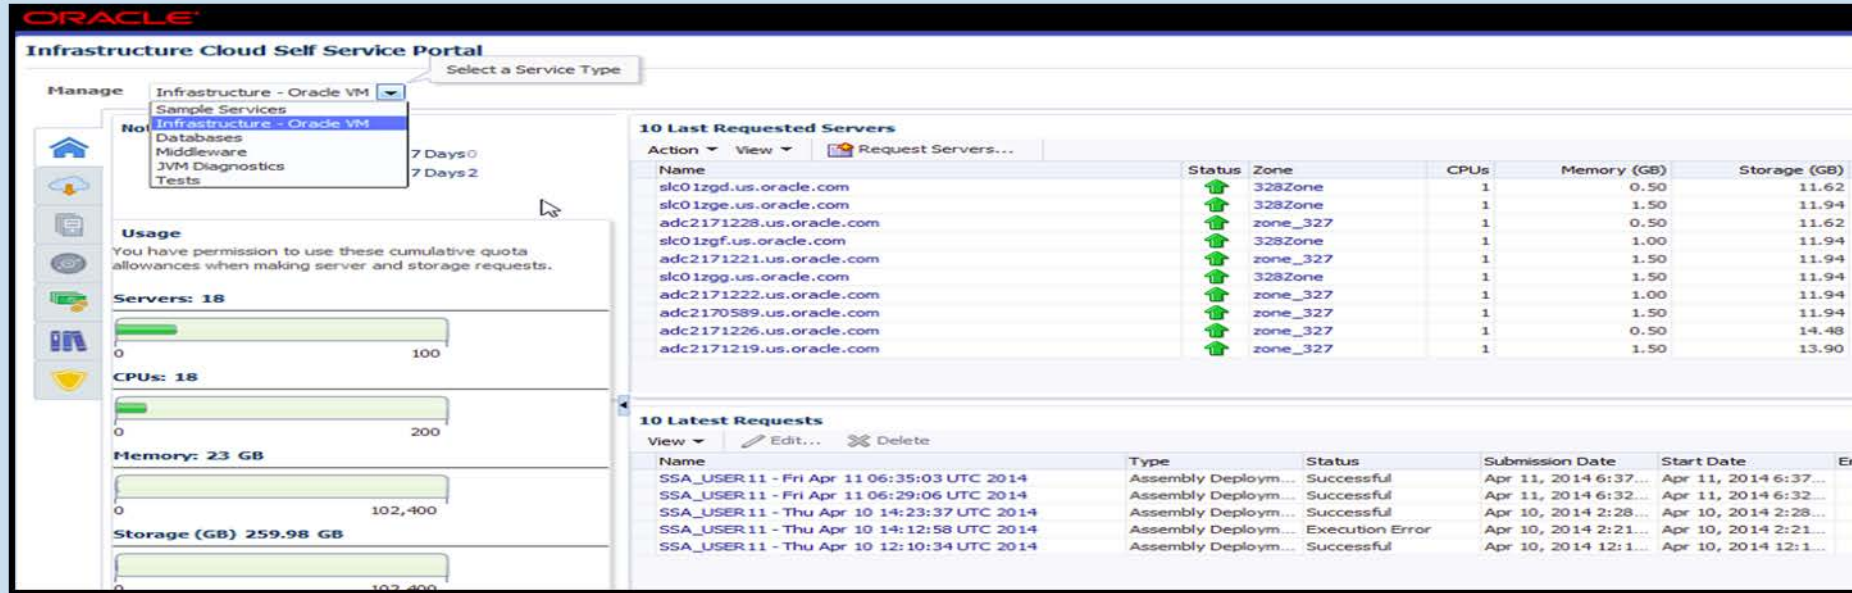 ORACLE
Infrastructure Cloud Self Service Portal
Select a Service Type
Manage Infrastructure - Oracle VM
Sample Services
Infrastructure - Oracle VM
Databases
Middleware
JVM Diagnostics
Tests
7 Days 0
7 Days 2
Usage
You have permission to use these cumulative quota
allowances when making server and storage requests.
Servers: 18
0 100
CPUs: 18
0 200
Memory: 23 GB
0 102,400
Storage (GB) 259.98 GB
0 102,400
10 Last Requested Servers
Action View Request Servers...
Name Status Zone CPUs Memory (GB) Storage (GB)
slc01zgd.us.oracle.com 328Zone 1 0.50 11.62
slc01zge.us.oracle.com 328Zone 1 1.50 11.94
adc2171228.us.oracle.com zone_327 1 0.50 11.62
slc01zgf.us.oracle.com 328Zone 1 1.00 11.94
adc2171221.us.oracle.com zone_327 1 1.50 11.94
slc01zgg.us.oracle.com 328Zone 1 1.50 11.94
adc2171222.us.oracle.com zone_327 1 1.00 11.94
adc2170589.us.oracle.com zone_327 1 1.50 11.94
adc2171226.us.oracle.com zone_327 1 0.50 14.48
adc2171219.us.oracle.com zone_327 1 1.50 13.90
10 Latest Requests
View Edit... Delete
Name Type Status Submission Date Start Date
SSA_USER11 - Fri Apr 11 06:35:03 UTC 2014 Assembly Deploym... Successful Apr 11, 2014 6:37... Apr 11, 2014 6:37...
SSA_USER11 - Fri Apr 11 06:29:06 UTC 2014 Assembly Deploym... Successful Apr 11, 2014 6:32... Apr 11, 2014 6:32...
SSA_USER11 - Thu Apr 10 14:23:37 UTC 2014 Assembly Deploym... Successful Apr 10, 2014 2:28... Apr 10, 2014 2:28...
SSA_USER11 - Thu Apr 10 14:12:58 UTC 2014 Assembly Deploym... Execution Error Apr 10, 2014 2:21... Apr 10, 2014 2:21...
SSA_USER11 - Thu Apr 10 12:10:34 UTC 2014 Assembly Deploym... Successful Apr 10, 2014 12:1... Apr 10, 2014 12:1...